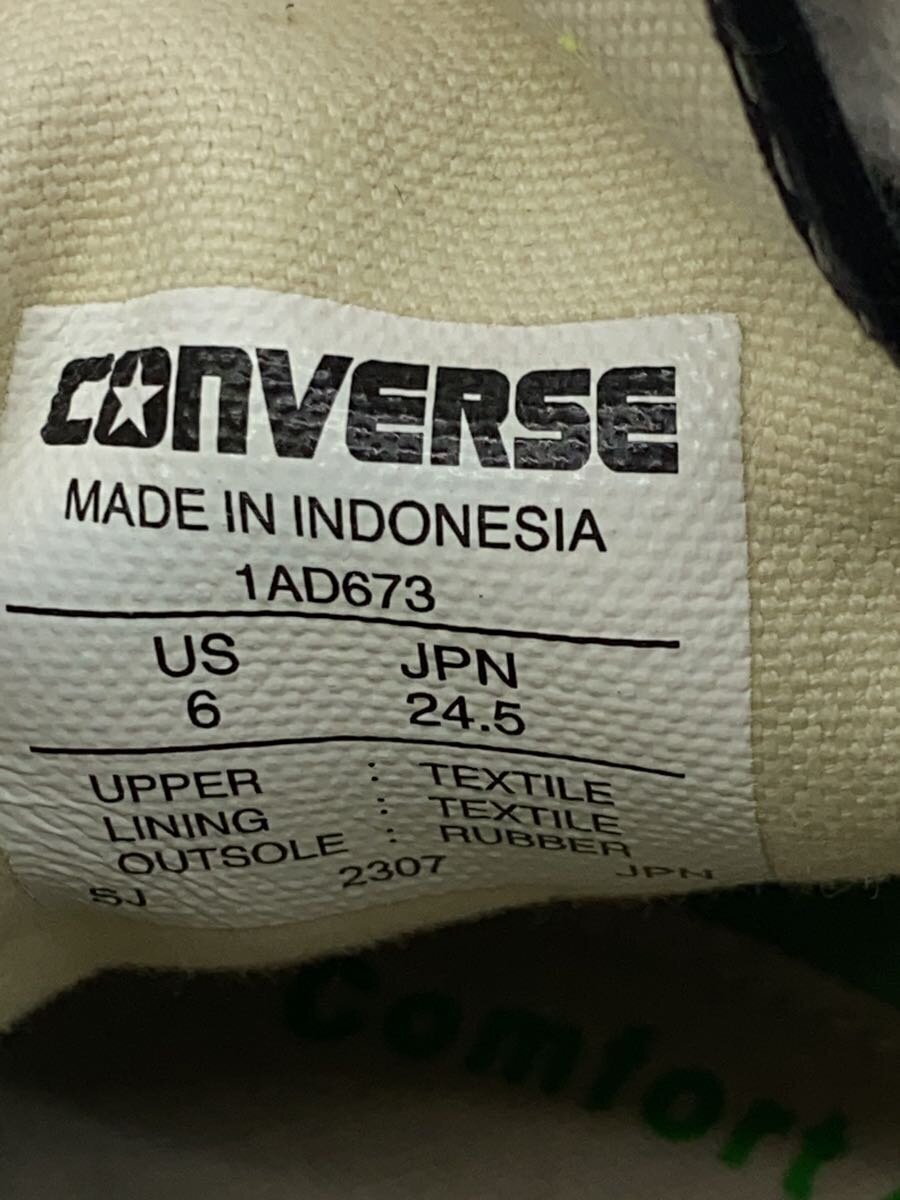 CONVERSE
MADE IN INDONESIA
1AD673
US JPN
6 24.5
UPPER : TEXTILE
LINING : TEXTILE
OUTSOLE : RUBBER
SJ 2307 JPN
Comfort